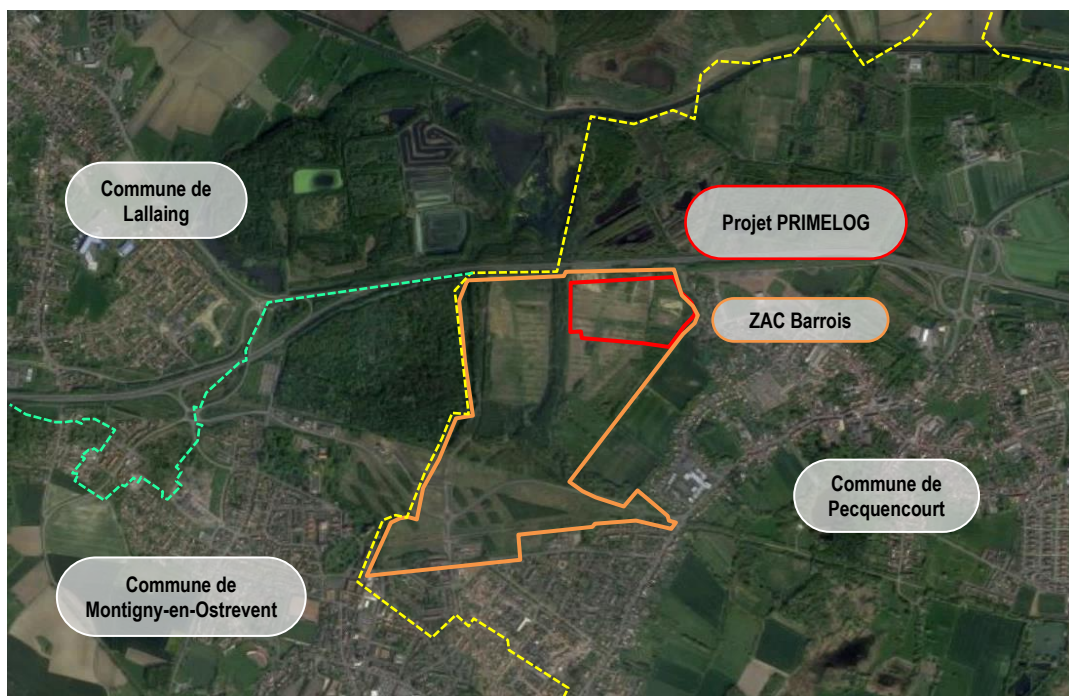 Commune de
Lallaing
Projet PRIMELOG
ZAC Barrois
Commune de
Pecquencourt
Commune de
Montigny-en-Ostrevent